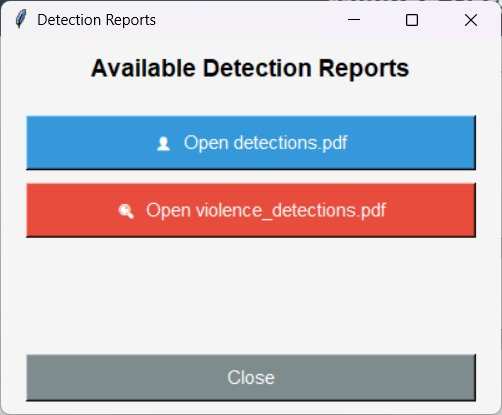 Detection Reports
Available Detection Reports
Open detections.pdf
Open violence_detections.pdf
Close